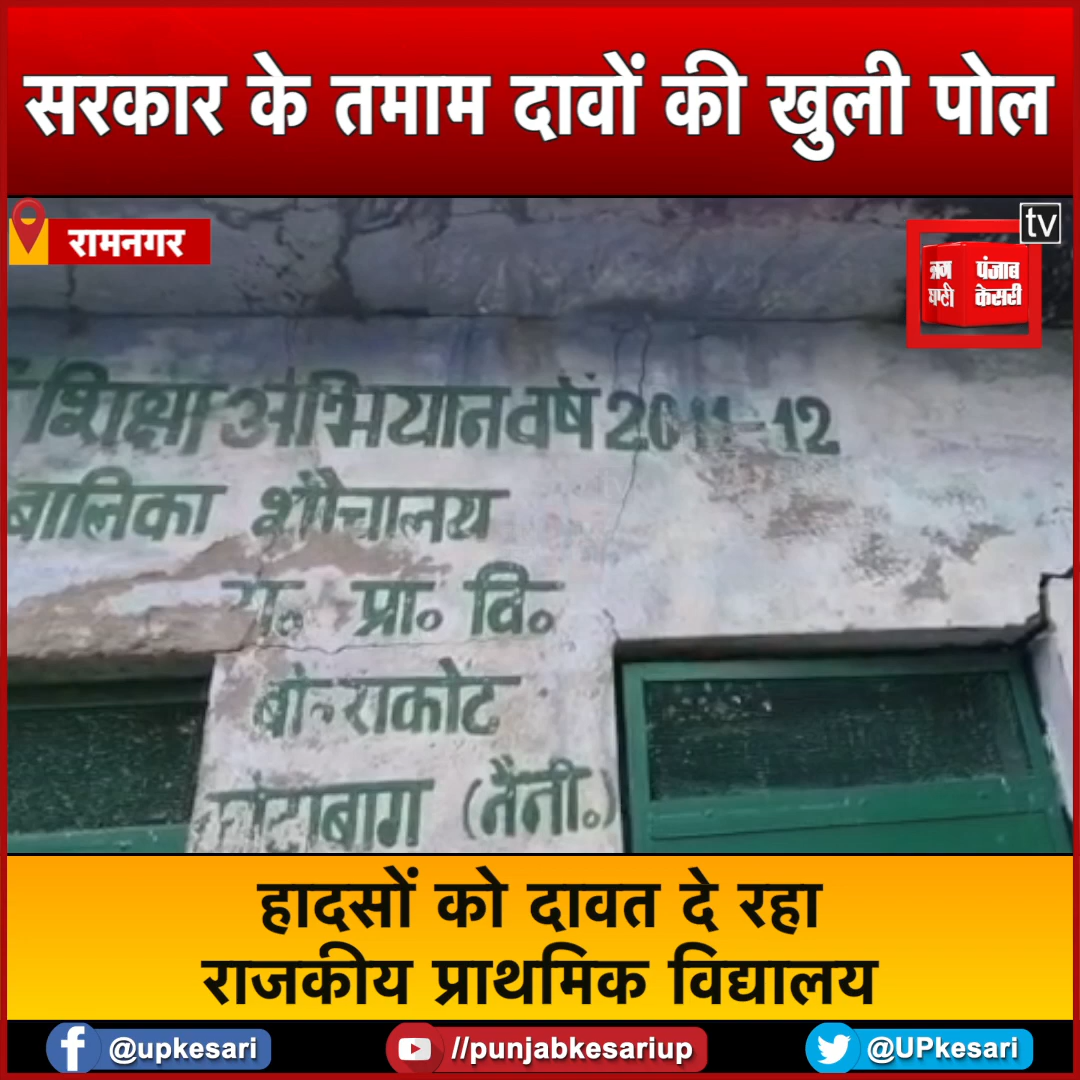 सरकार के तमाम दावों की खुली पोल
रामनगर
tv
पंजाब
केसरी
शिक्षा अभियान वर्ष 2011-12
बालिका शौचालय
रा० प्रा० वि०
(नैनी०)
हादसों को दावत दे रहा
राजकीय प्राथमिक विद्यालय
@upkesari
//punjabkesariup
@UPkesari